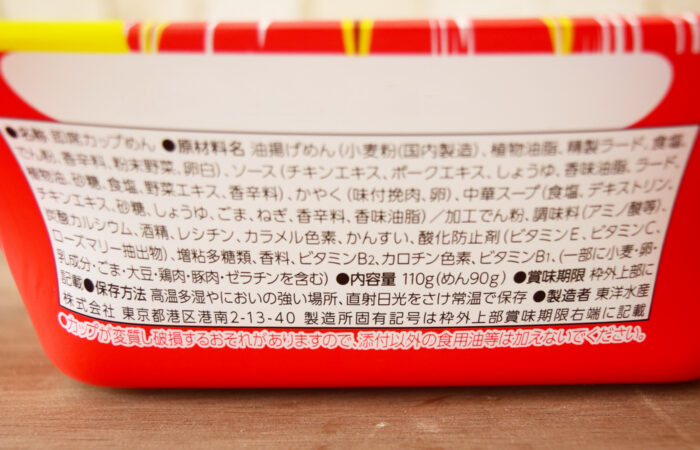 ●名称 即席カップめん ●原材料名 油揚げめん(小麦粉(国内製造)、植物油脂、精製ラード、食塩、
でん粉、香辛料、粉末野菜、卵白)、ソース(チキンエキス、ポークエキス、しょうゆ、香味油脂、ラード、
植物油、砂糖、食塩、野菜エキス、香辛料)、かやく(味付挽肉、卵)、中華スープ(食塩、デキストリン、
チキンエキス、砂糖、しょうゆ、ごま、ねぎ、香辛料、香味油脂)/加工でん粉、調味料(アミノ酸等)、
炭酸カルシウム、酒精、レシチン、カラメル色素、かんすい、酸化防止剤(ビタミンE、ビタミンC、
ローズマリー抽出物)、増粘多糖類、香料、ビタミンB2、カロチン色素、ビタミンB1、(一部に小麦・卵・
乳成分・ごま・大豆・鶏肉・豚肉・ゼラチンを含む) ●内容量 110g(めん90g) ●賞味期限 枠外上部に
記載 ●保存方法 高温多湿やにおいの強い場所、直射日光をさけ常温で保存 ●製造者 東洋水産
株式会社 東京都港区港南2-13-40 製造所固有記号は枠外上部賞味期限右端に記載
○カップが変質し破損するおそれがありますので、添付以外の食用油等は加えないでください。